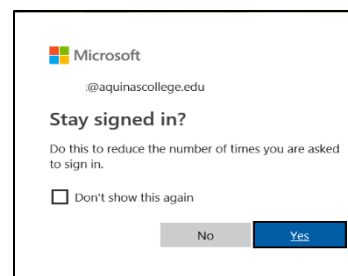 Microsoft
:@aquinascollege.edu
Stay signed in?
Do this to reduce the number of times you are asked
to sign in.
Don't show this again
No
Yes